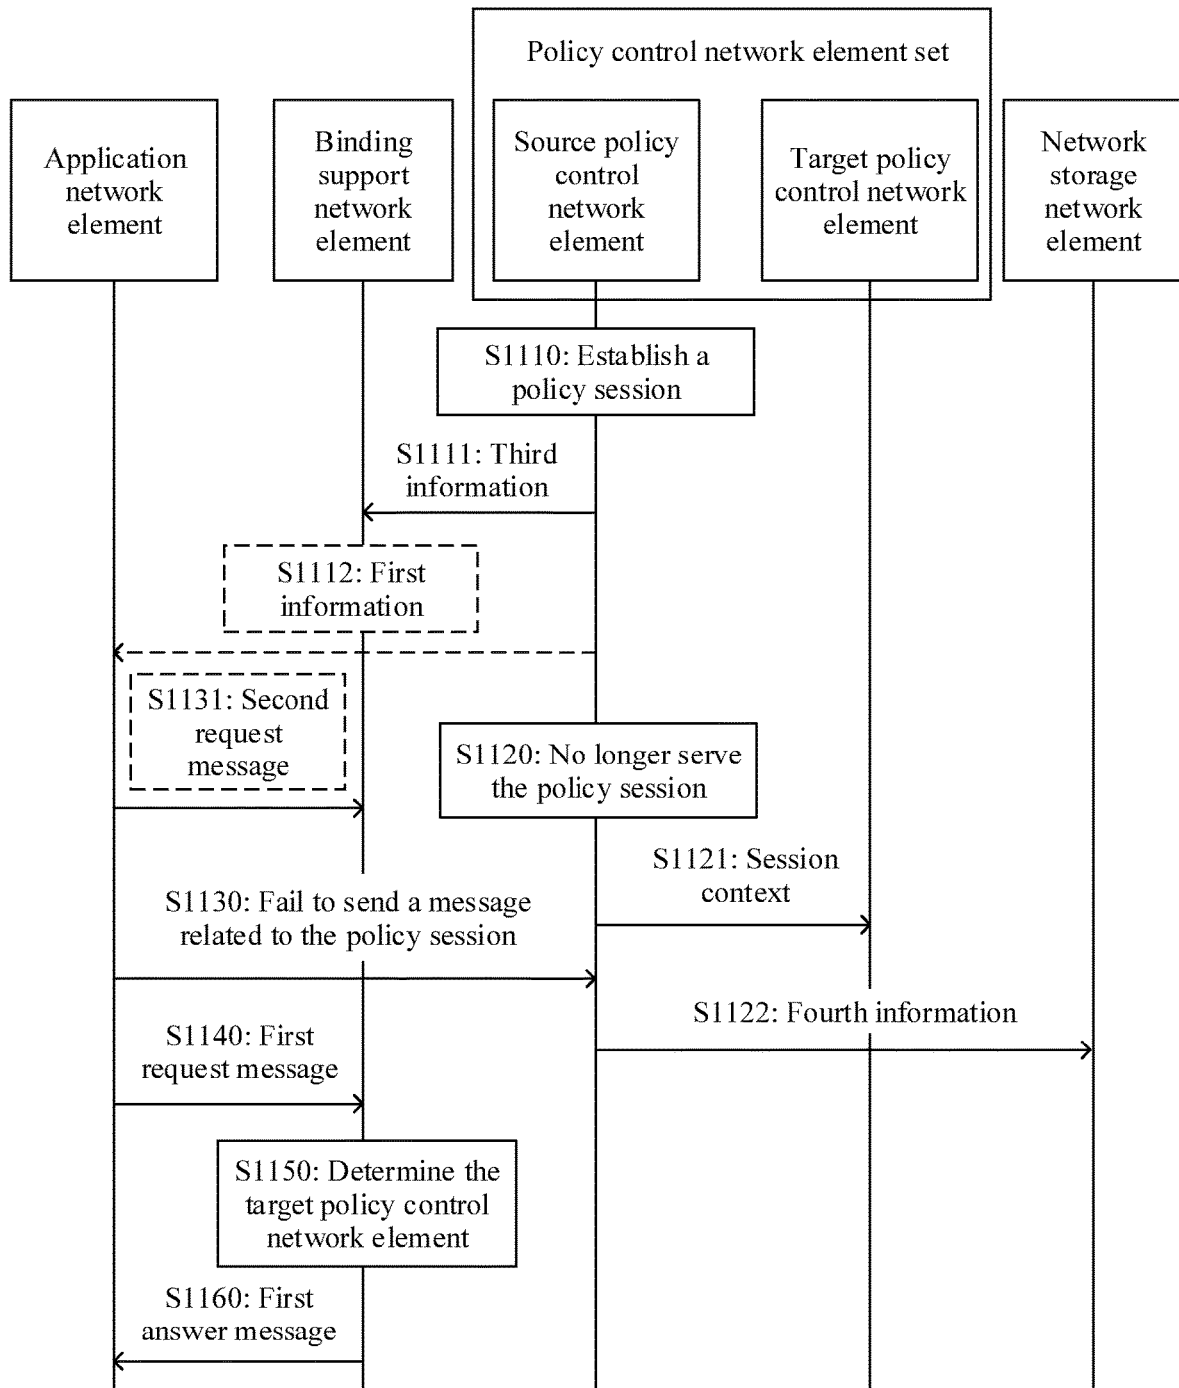 Policy control network element set
Application
network
element
Binding
support
network
element
Source policy
control
network
element
Target policy
control network
element
Network
storage
network
element
S1110: Establish a
policy session
S1111: Third
information
S1112: First
information
S1131: Second
request
message
S1120: No longer serve
the policy session
S1121: Session
context
S1130: Fail to send a message
related to the policy session
S1122: Fourth information
S1140: First
request message
S1150: Determine the
target policy control
network element
S1160: First
answer message